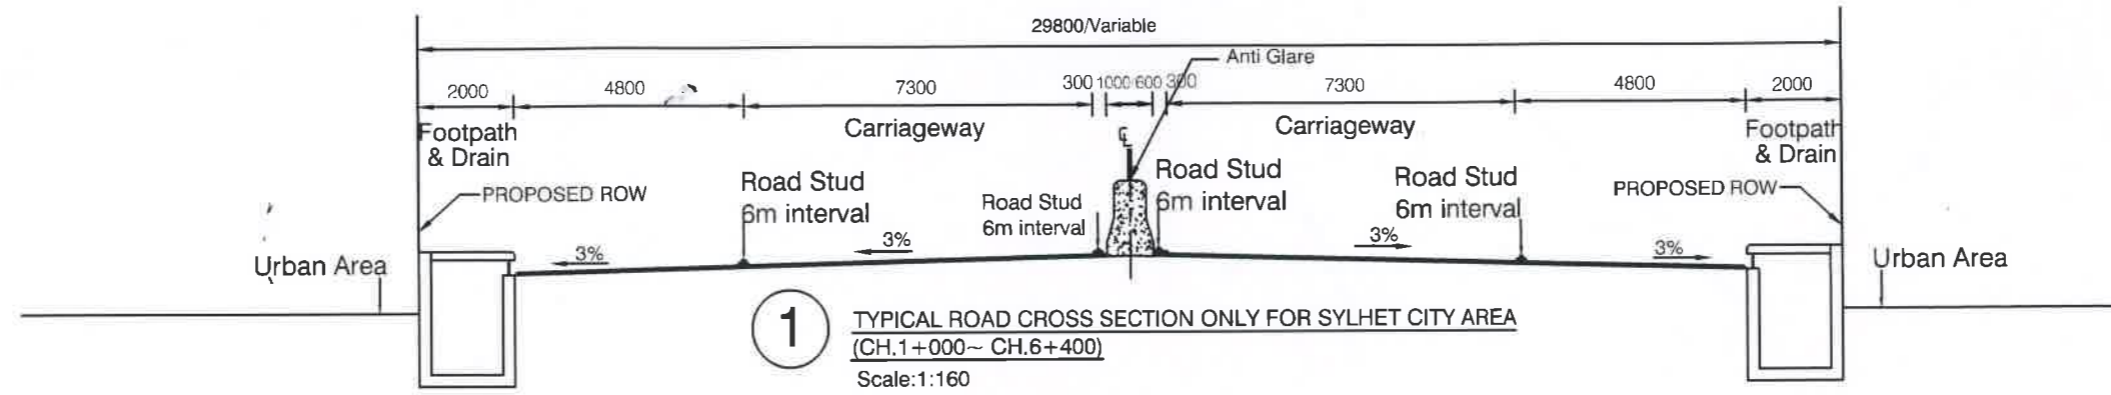 29800/Variable
Anti Glare
2000 4800 7300 300 1000/600 300 7300 4800 2000
Footpath
& Drain
Carriageway
Carriageway
Footpath
& Drain
PROPOSED ROW
Road Stud
6m interval
Road Stud
6m interval
Road Stud
6m interval
Road Stud
6m interval
PROPOSED ROW
Urban Area
3%
3%
3%
3%
Urban Area
1
TYPICAL ROAD CROSS SECTION ONLY FOR SYLHET CITY AREA
(CH.1+000~ CH.6+400)
Scale:1:160